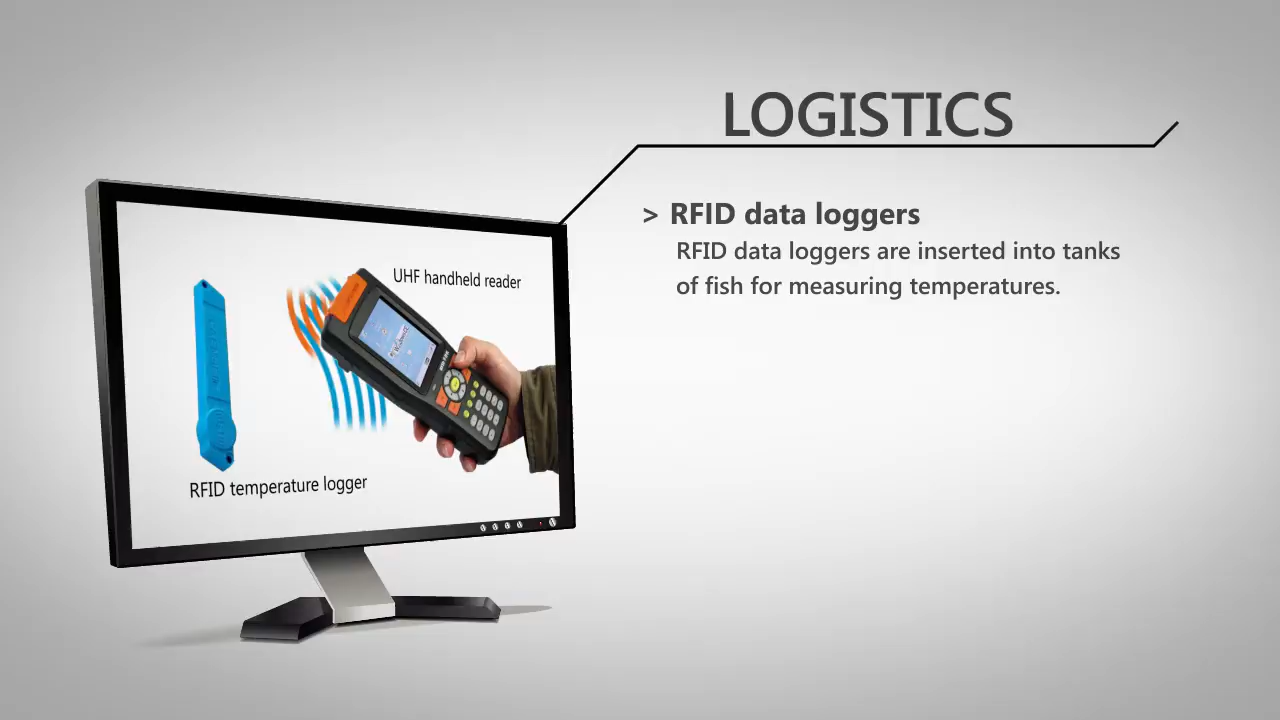 LOGISTICS
> RFID data loggers
RFID data loggers are inserted into tanks
of fish for measuring temperatures.
UHF handheld reader
RFID temperature logger